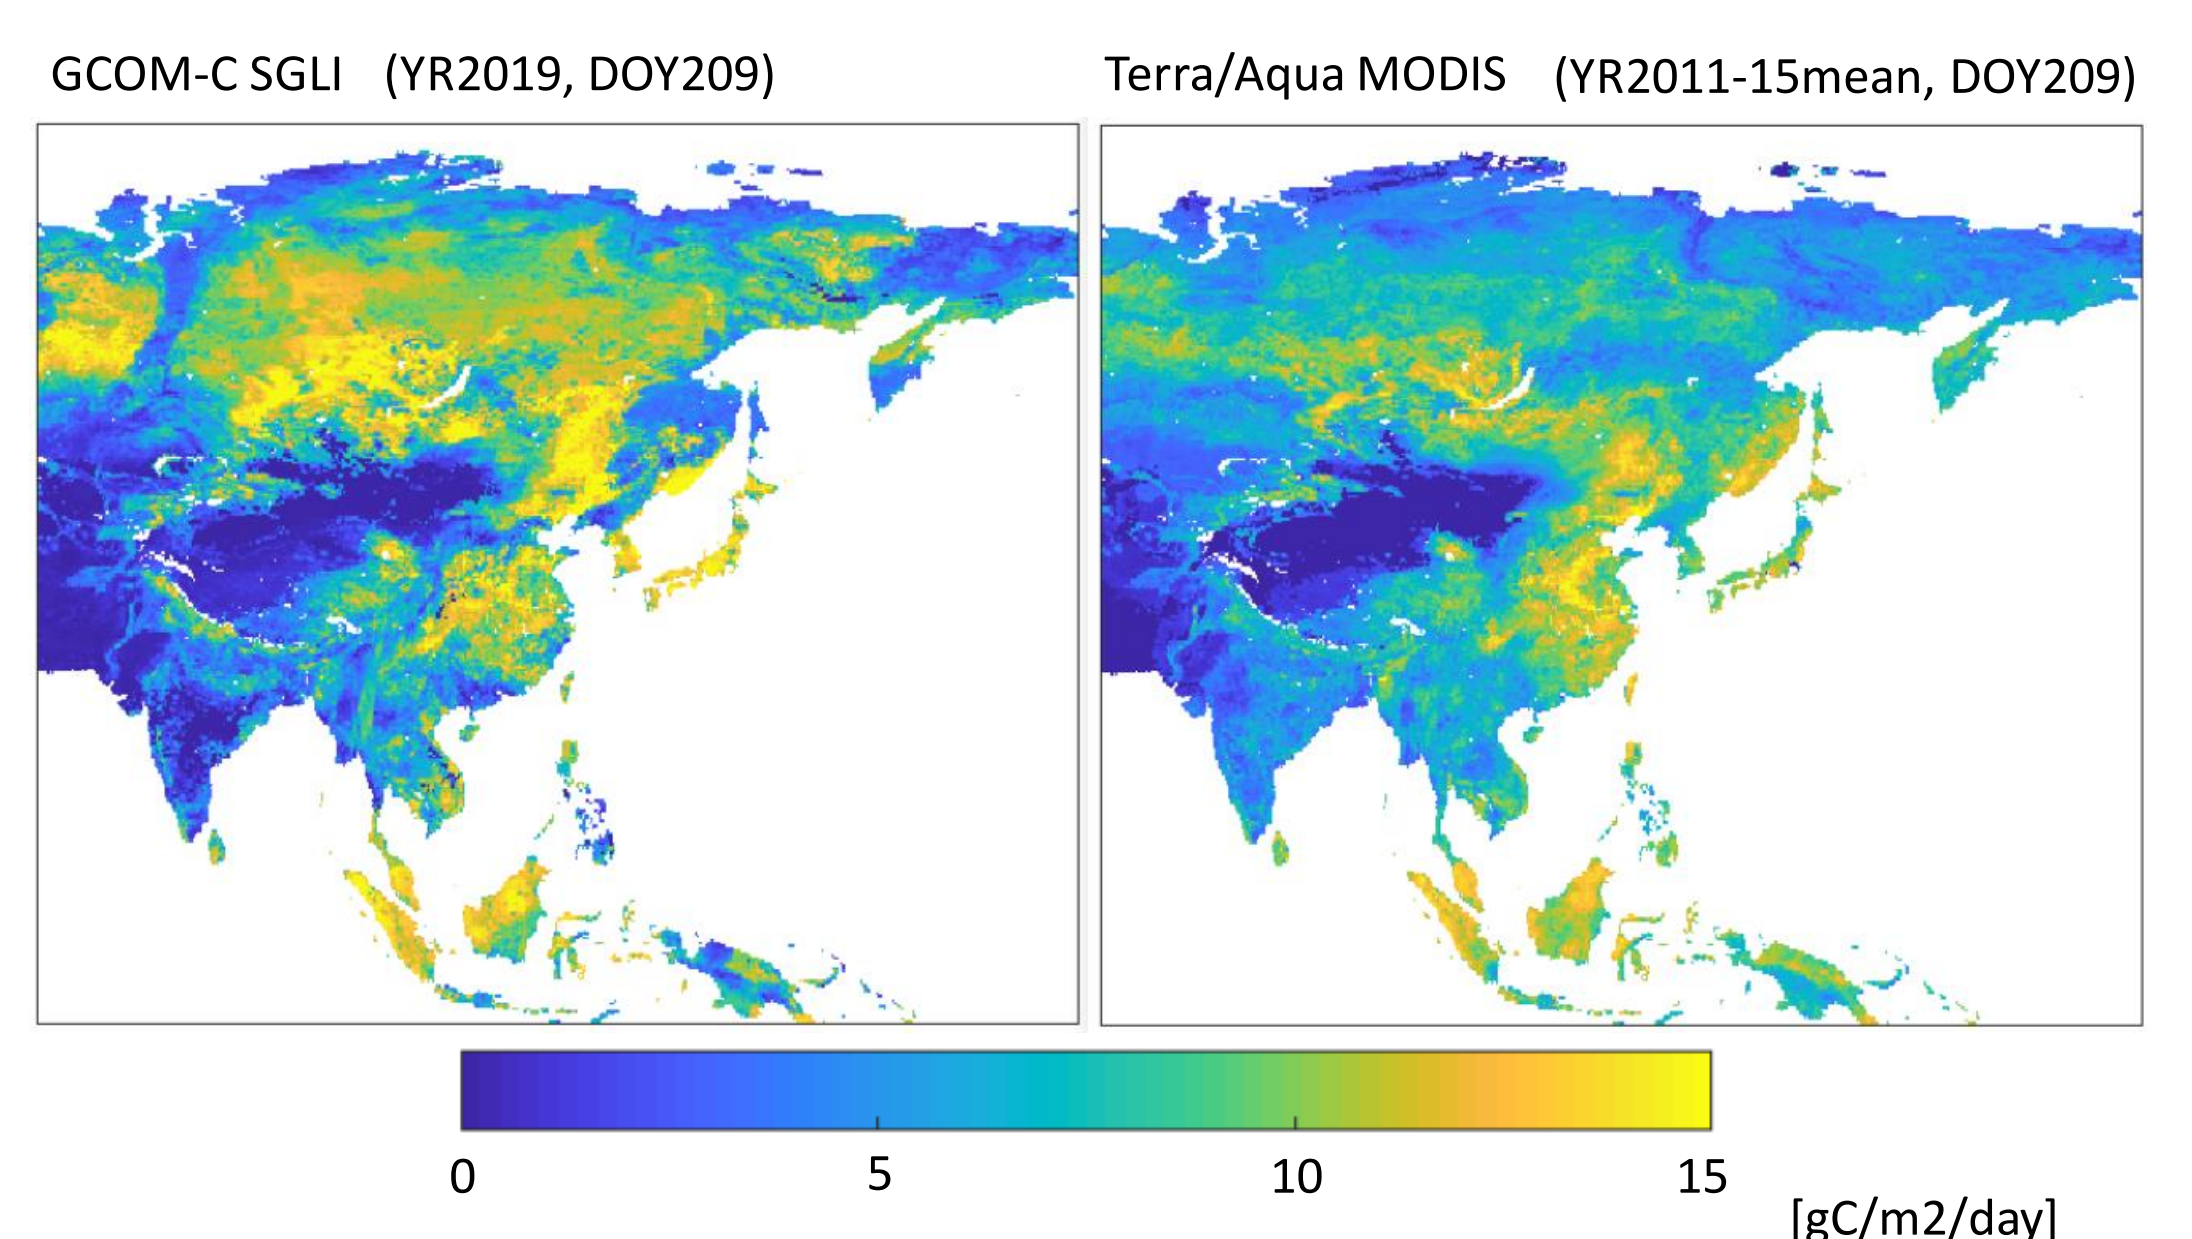 GCOM-C SGLI (YR2019, DOY209)
Terra/Aqua MODIS (YR2011-15mean, DOY209)
0 5 10 15
[gC/m2/day]